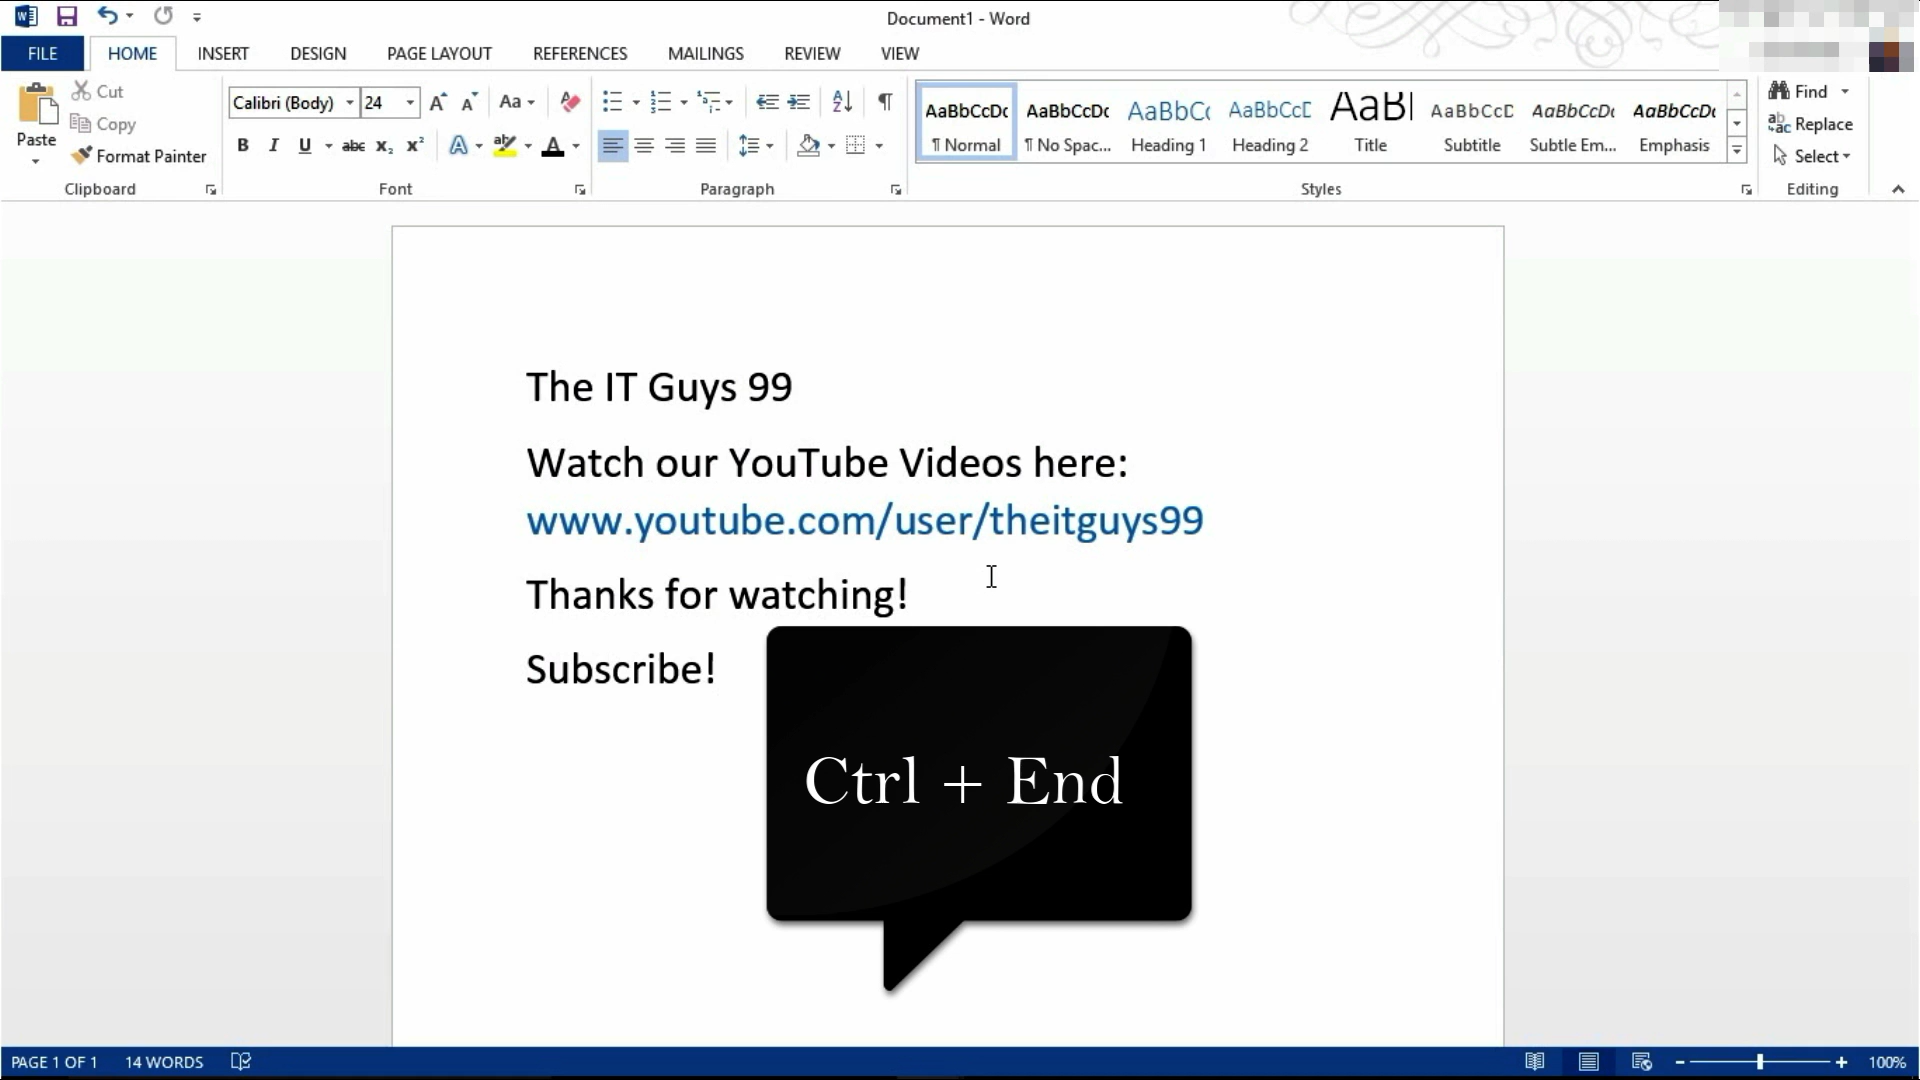 Document1 - Word
FILE HOME INSERT DESIGN PAGE LAYOUT REFERENCES MAILINGS REVIEW VIEW
Paste
Cut
Copy
Format Painter
Clipboard
Calibri (Body) 24
Aa
B I U abc x₂ x²
A
Font
Paragraph
AaBbCcDc AaBbCcDc AaBbCc AaBbCcD AaBl AaBbCcD AaBbCcDc AaBbCcDc
¶ Normal ¶ No Spac... Heading 1 Heading 2 Title Subtitle Subtle Em... Emphasis
Styles
Find
Replace
Select
Editing
The IT Guys 99
Watch our YouTube Videos here:
www.youtube.com/user/theitguys99
Thanks for watching!
Subscribe!
Ctrl + End
PAGE 1 OF 1 14 WORDS 100%